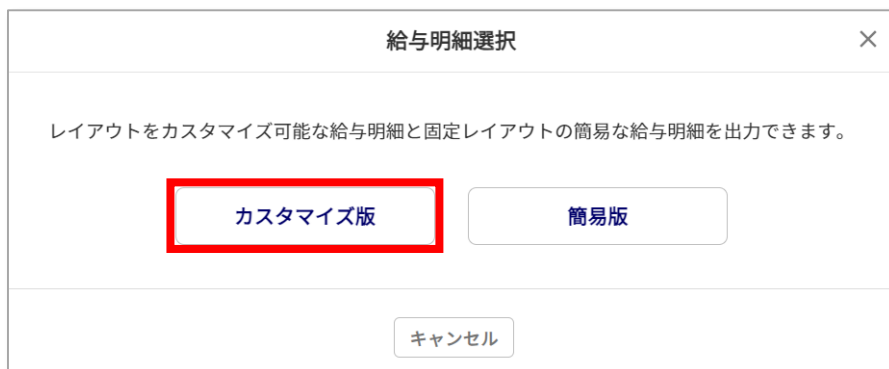 給与明細選択
レイアウトをカスタマイズ可能な給与明細と固定レイアウトの簡易な給与明細を出力できます。
カスタマイズ版
簡易版
キャンセル